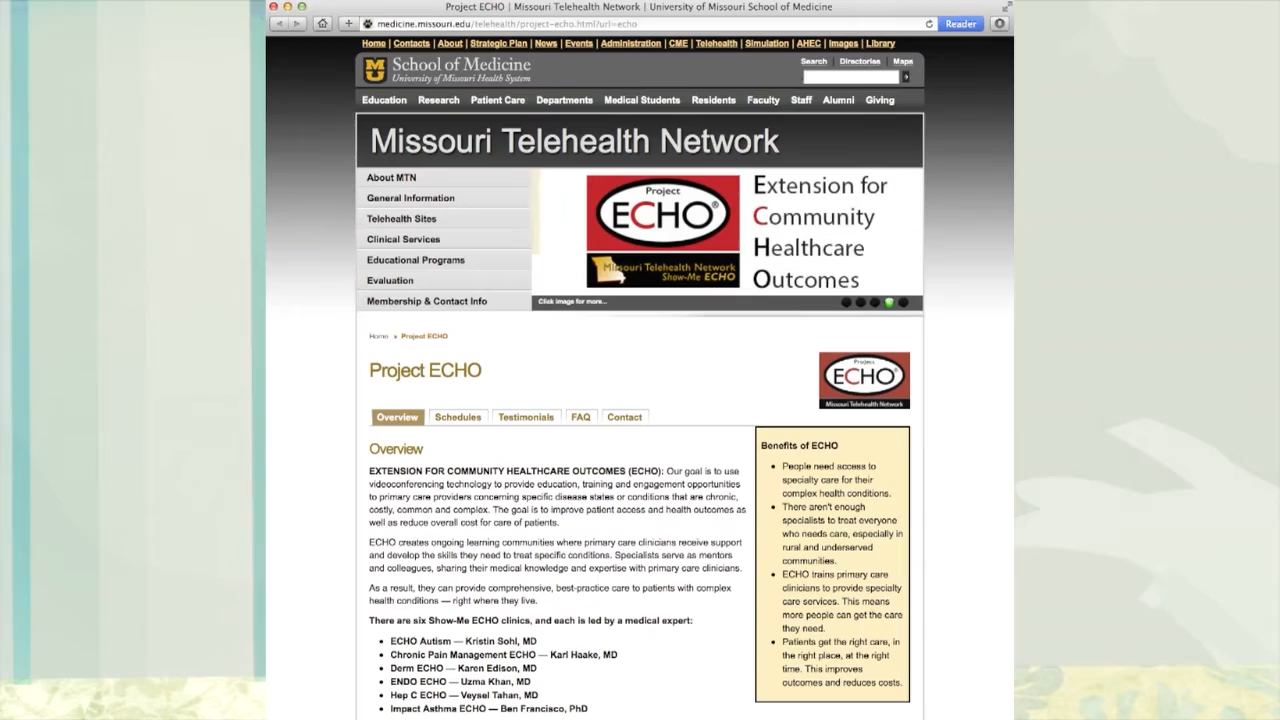 Project ECHO | Missouri Telehealth Network | University of Missouri School of Medicine
medicine.missouri.edu/telehealth/project-echo.html?url=echo
Reader
Home | Contacts | About | Strategic Plan | News | Events | Administration | CME | Telehealth | Simulation | AHEC | Images | Library
MU School of Medicine
University of Missouri Health System
Search Directories Maps
Education Research Patient Care Departments Medical Students Residents Faculty Staff Alumni Giving
Missouri Telehealth Network
About MTN
General Information
Telehealth Sites
Clinical Services
Educational Programs
Evaluation
Membership & Contact Info
Project
ECHO®
Missouri Telehealth Network
Show-Me ECHO
Extension for
Community
Healthcare
Outcomes
Click image for more...
Home » Project ECHO
Project ECHO
Project
ECHO®
Missouri Telehealth Network
Overview Schedules Testimonials FAQ Contact
Overview
EXTENSION FOR COMMUNITY HEALTHCARE OUTCOMES (ECHO): Our goal is to use
videoconferencing technology to provide education, training and engagement opportunities
to primary care providers concerning specific disease states or conditions that are chronic,
costly, common and complex. The goal is to improve patient access and health outcomes as
well as reduce overall cost for care of patients.
ECHO creates ongoing learning communities where primary care clinicians receive support
and develop the skills they need to treat specific conditions. Specialists serve as mentors
and colleagues, sharing their medical knowledge and expertise with primary care clinicians.
As a result, they can provide comprehensive, best-practice care to patients with complex
health conditions — right where they live.
There are six Show-Me ECHO clinics, and each is led by a medical expert:
• ECHO Autism — Kristin Sohl, MD
• Chronic Pain Management ECHO — Karl Haake, MD
• Derm ECHO — Karen Edison, MD
• ENDO ECHO — Uzma Khan, MD
• Hep C ECHO — Veysel Tahan, MD
• Impact Asthma ECHO — Ben Francisco, PhD
Benefits of ECHO
• People need access to
specialty care for their
complex health conditions.
• There aren't enough
specialists to treat everyone
who needs care, especially in
rural and underserved
communities.
• ECHO trains primary care
clinicians to provide specialty
care services. This means
more people can get the care
they need.
• Patients get the right care, in
the right place, at the right
time. This improves
outcomes and reduces costs.